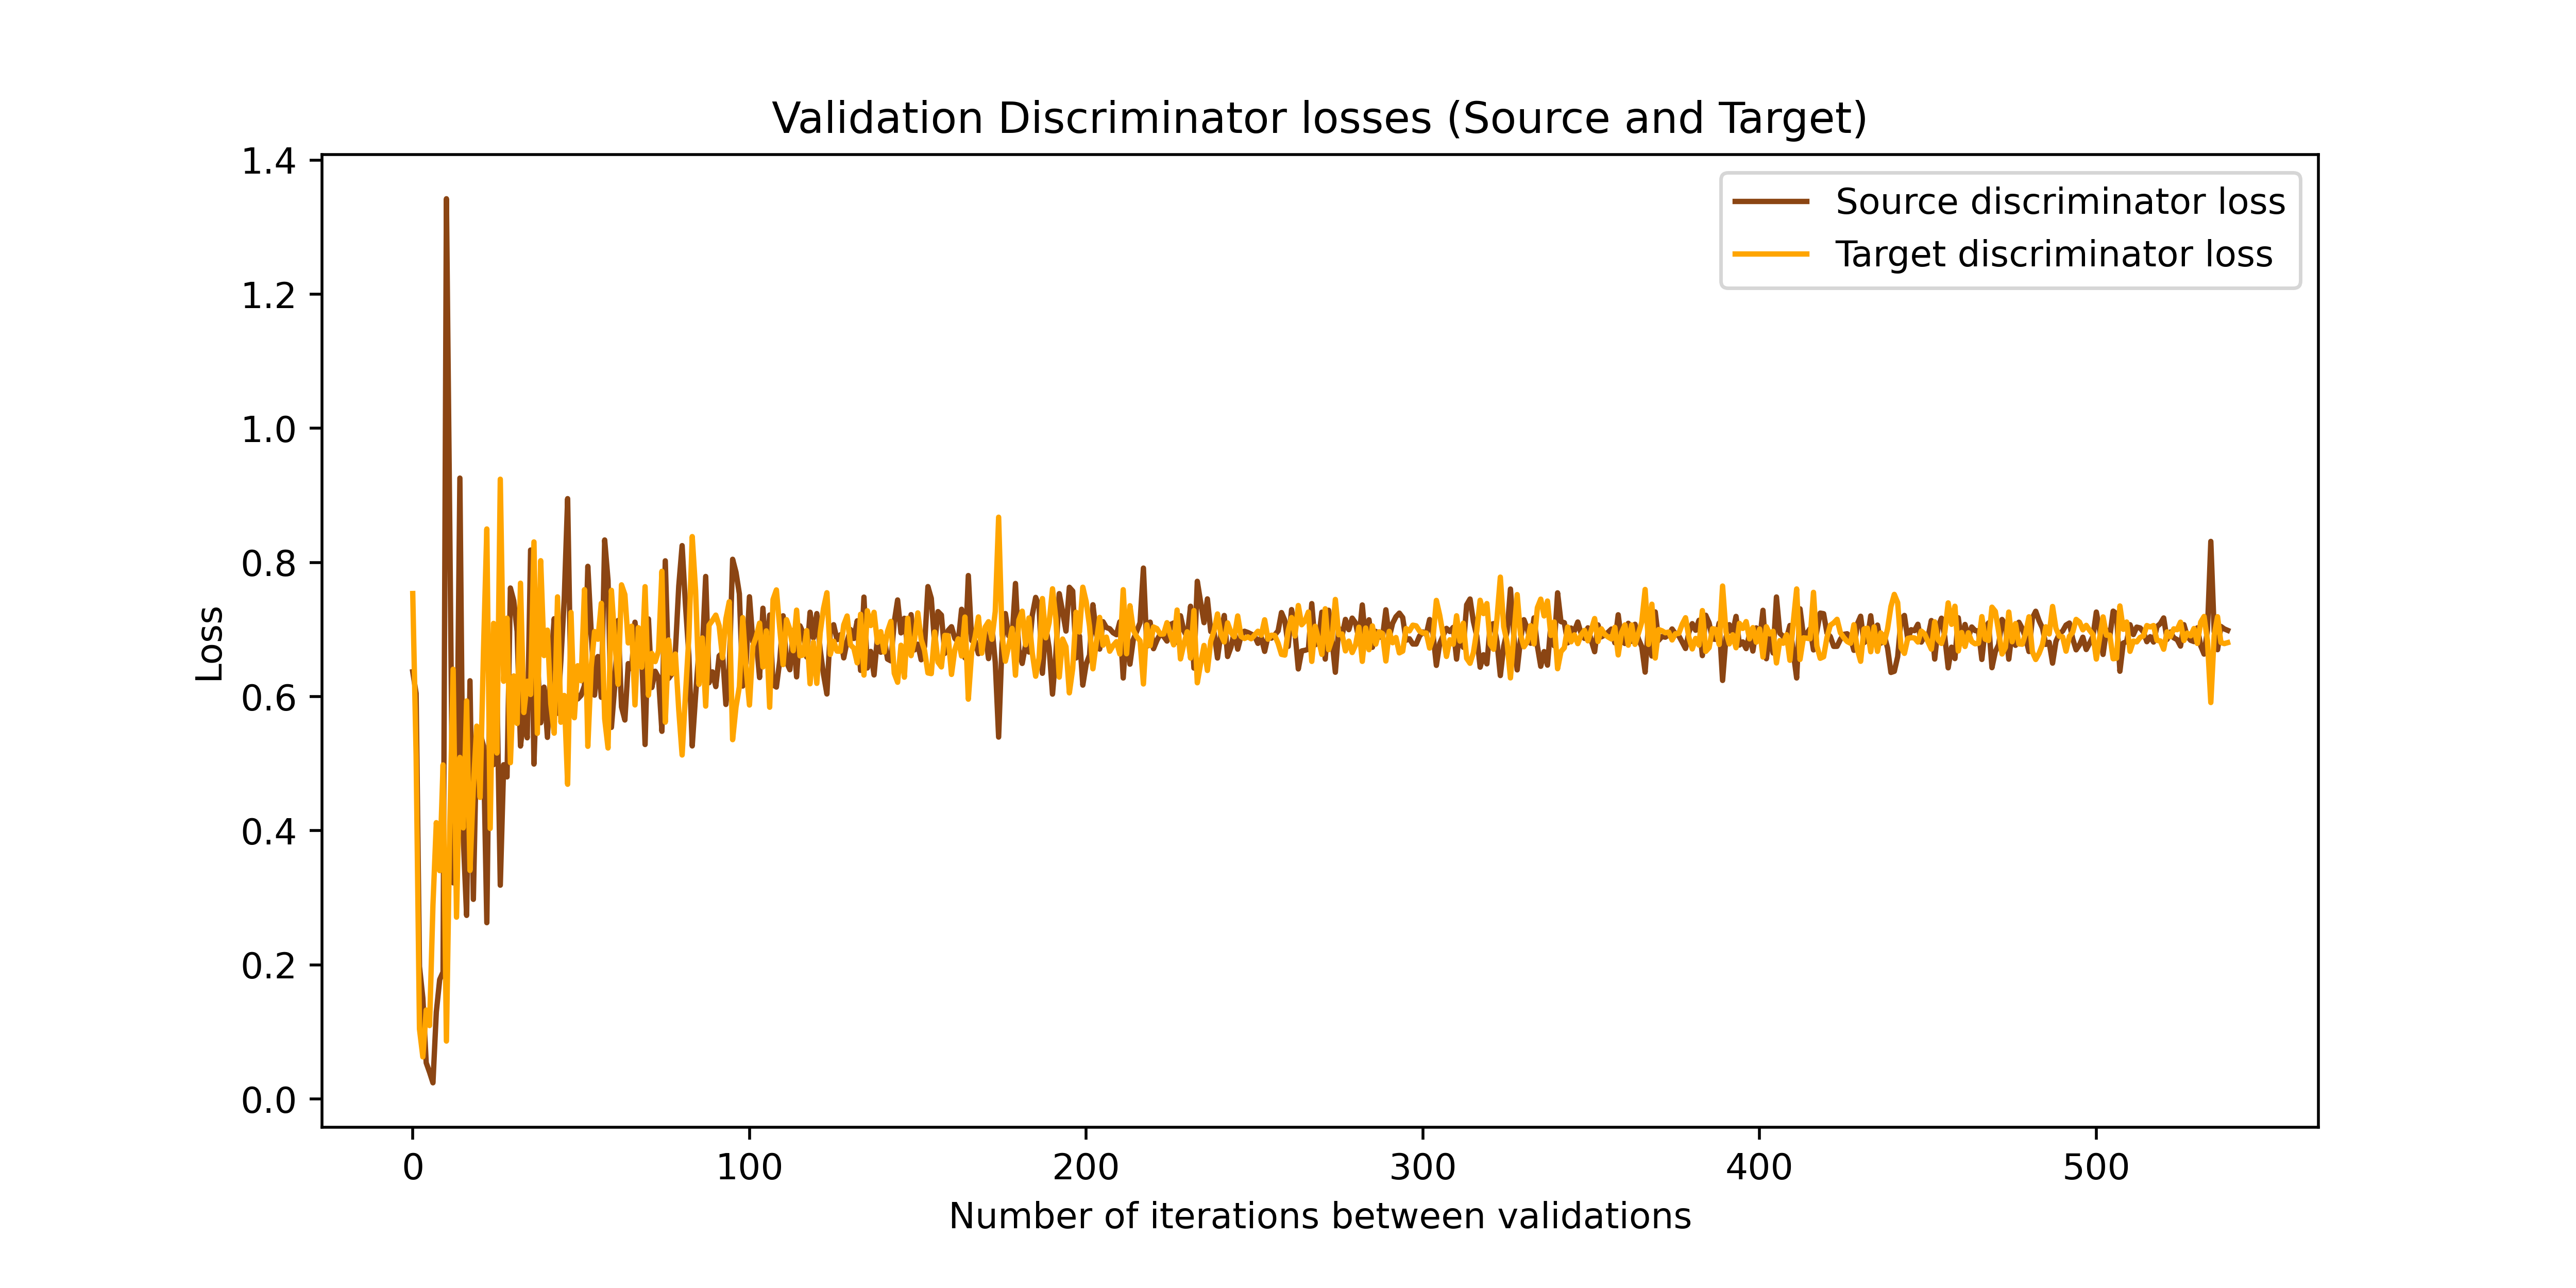 Validation Discriminator losses (Source and Target)
1.4
1.2
1.0
0.8
0.6
0.4
0.2
0.0
Loss
Source discriminator loss
Target discriminator loss
0 100 200 300 400 500
Number of iterations between validations